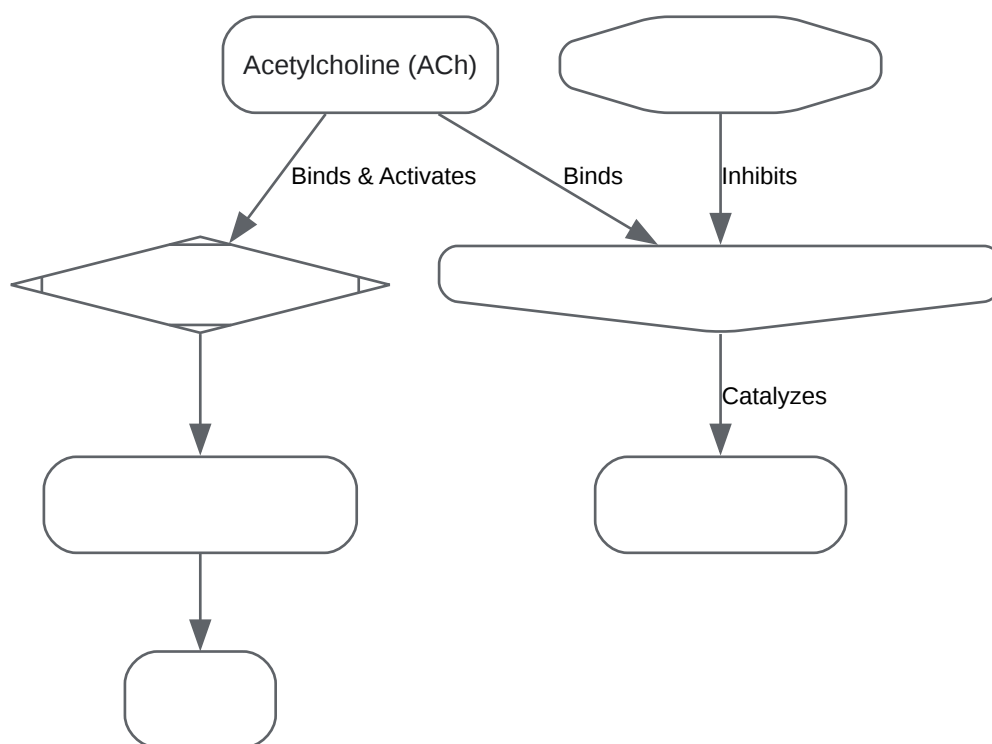 Acetylcholine (ACh)
Binds & Activates
Binds
Inhibits
Catalyzes